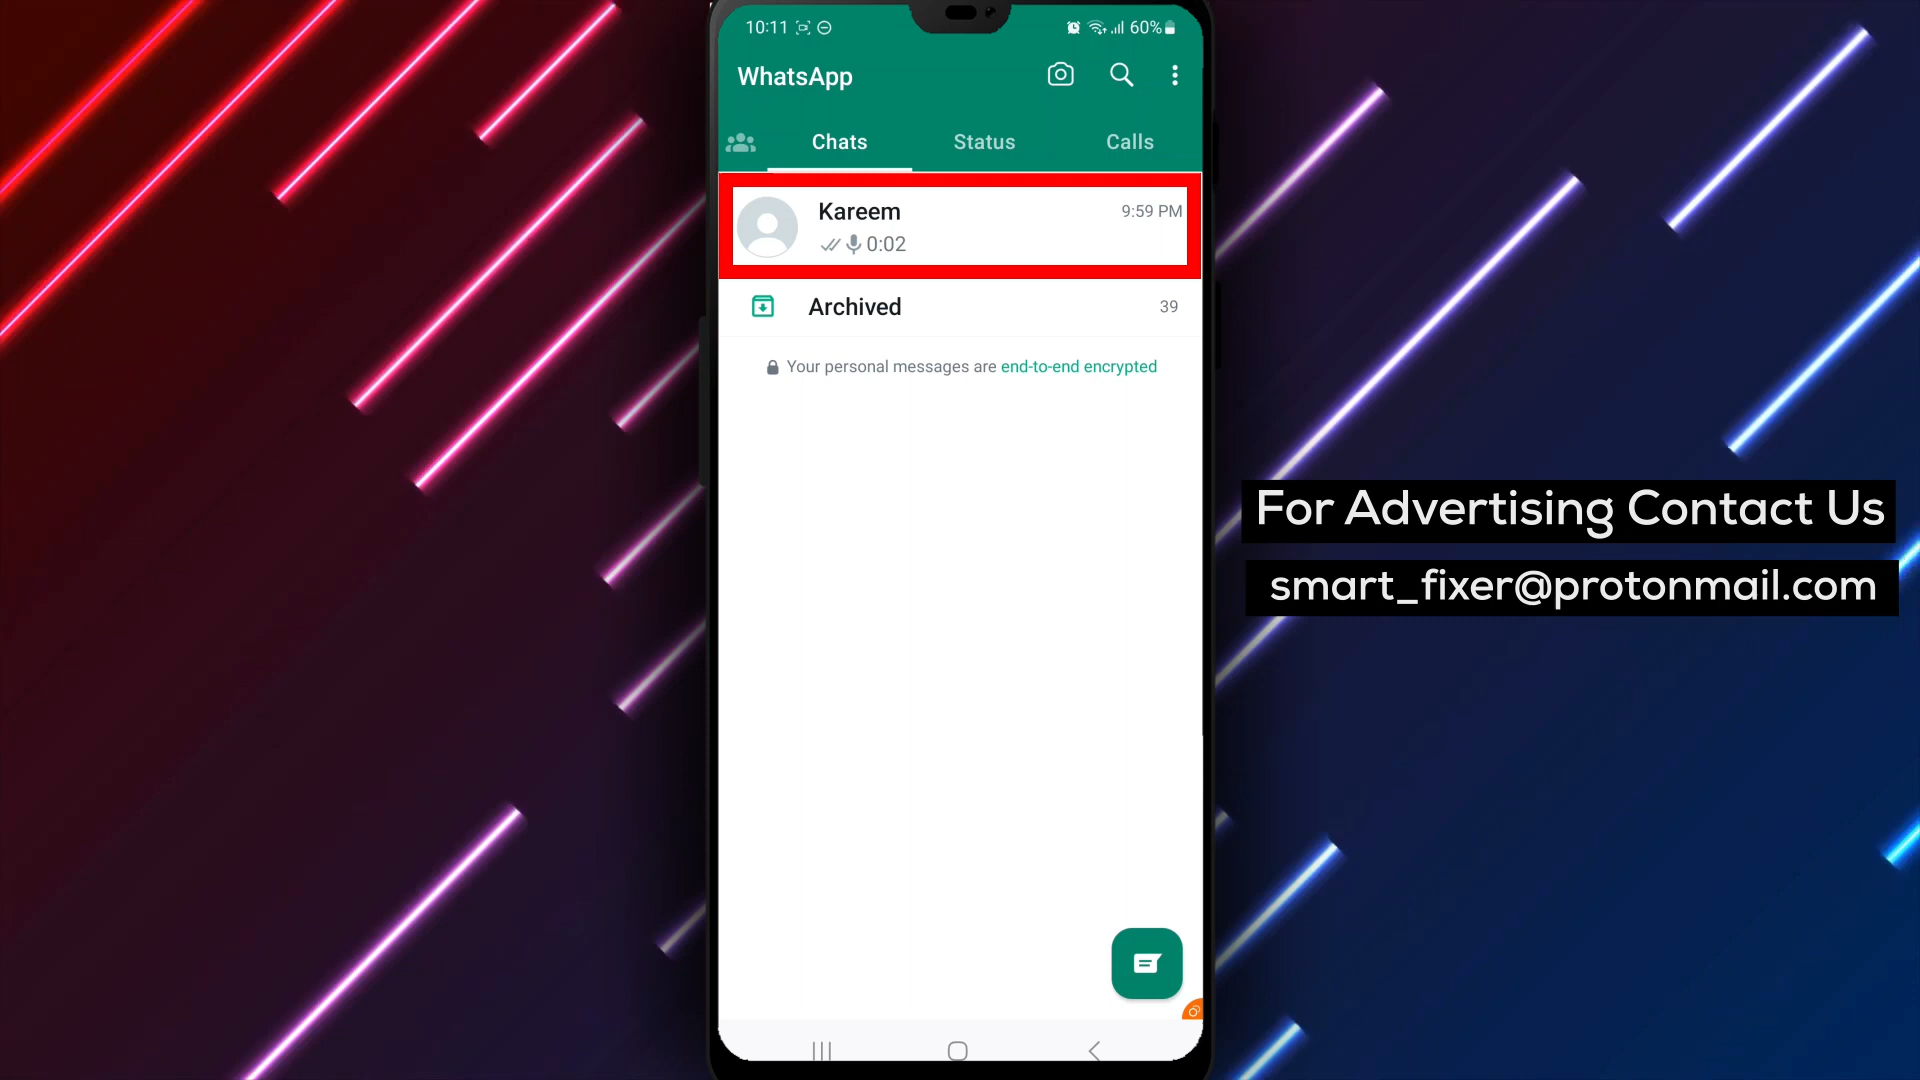 10:11 60%
WhatsApp
Chats Status Calls
Kareem 9:59 PM
0:02
Archived 39
Your personal messages are end-to-end encrypted
For Advertising Contact Us
smart_fixer@protonmail.com